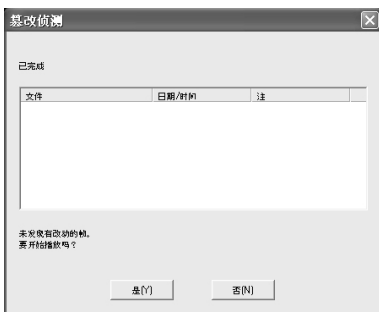 篡改侦测
已完成
文件 日期/时间 注
未发现有改动的帧。
要开始播放吗？
是(Y) 否(N)